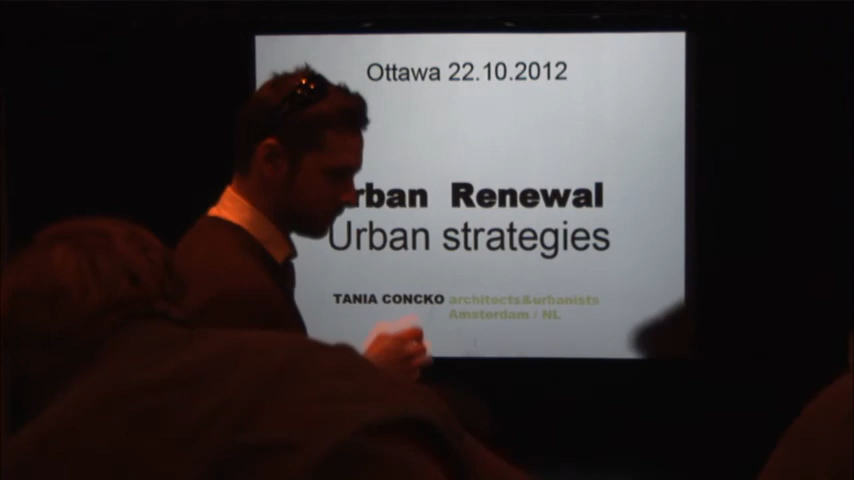 Ottawa 22.10.2012
rban Renewal
Urban strategies
TANIA CONCKO architects&urbanists
Amsterdam / NL